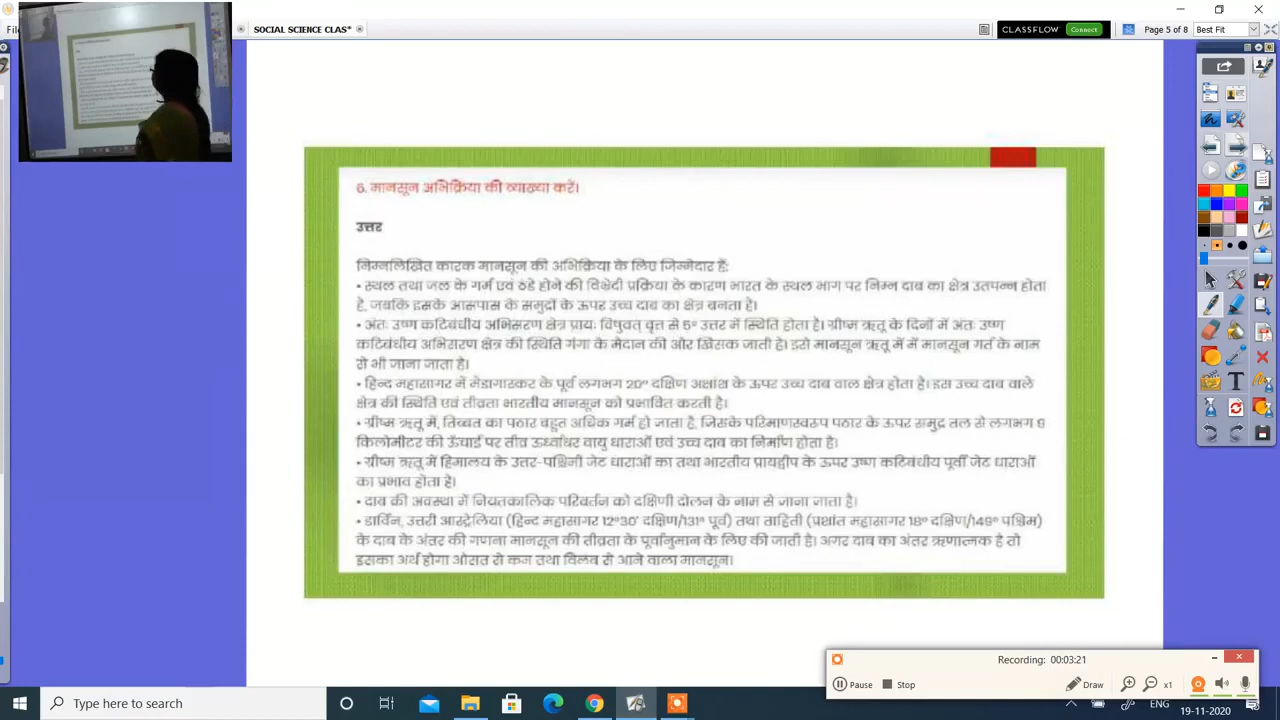 SOCIAL SCIENCE CLAS*
CLASSFLOW Connect
Page 5 of 8
Best Fit
6. मानसून अभिक्रिया की व्याख्या करें।
उत्तर
निम्नलिखित कारक मानसून की अभिक्रिया के लिए जिम्मेदार हैं:
• स्थल तथा जल के गर्म एवं ठंडे होने की विभेदी प्रक्रिया के कारण भारत के स्थल भाग पर निम्न दाब का क्षेत्र उत्पन्न होता
है, जबकि इसके आसपास के समुद्रों के ऊपर उच्च दाब का क्षेत्र बनता है।
• अंतः उष्ण कटिबंधीय अभिसरण क्षेत्र प्रायः विषुवत् वृत्त से 5° उत्तर में स्थिति होता है। ग्रीष्म ऋतू के दिनों में अंतः उष्ण
कटिबंधीय अभिसरण क्षेत्र की स्थिति गंगा के मैदान की ओर खिसक जाती है। इसे मानसून ऋतू में में मानसून गर्त के नाम
से भी जाना जाता है।
• हिन्द महासागर में मेडागास्कर के पूर्व लगभग 20° दक्षिण अक्षांश के ऊपर उच्च दाब वाल क्षेत्र होता है। इस उच्च दाब वाले
क्षेत्र की स्थिति एवं तीव्रता भारतीय मानसून को प्रभावित करती है।
• ग्रीष्म ऋतू में, तिब्बत का पठार बहुत अधिक गर्म हो जाता है, जिसके परिमाणस्वरुप पठार के ऊपर समुद्र तल से लगभग 9
किलोमीटर की ऊँचाई पर तीव्र ऊर्ध्वाधर वायु धाराओं एवं उच्च दाब का निर्माण होता है।
• ग्रीष्म ऋतू में हिमालय के उत्तर-पश्चिमी जेट धाराओं का तथा भारतीय प्रायद्वीप के ऊपर उष्ण कटिबंधीय पूर्वी जेट धाराओं
का प्रभाव होता है।
• दाब की अवस्था में नियतकालिक परिवर्तन को दक्षिणी दोलन के नाम से जाना जाता है।
• डार्विन, उत्तरी आस्ट्रेलिया (हिन्द महासागर 12°30' दक्षिण/131° पूर्व) तथा ताहिती (प्रशांत महासागर 18° दक्षिण/149° पश्चिम)
के दाब के अंतर की गणना मानसून की तीव्रता के पूर्वानुमान के लिए की जाती है। अगर दाब का अंतर ऋणात्मक है तो
इसका अर्थ होगा औसत से कम तथा विलंब से आने वाला मानसून।
Recording: 00:03:21
Pause Stop Draw x1
Type here to search
ENG
19-11-2020